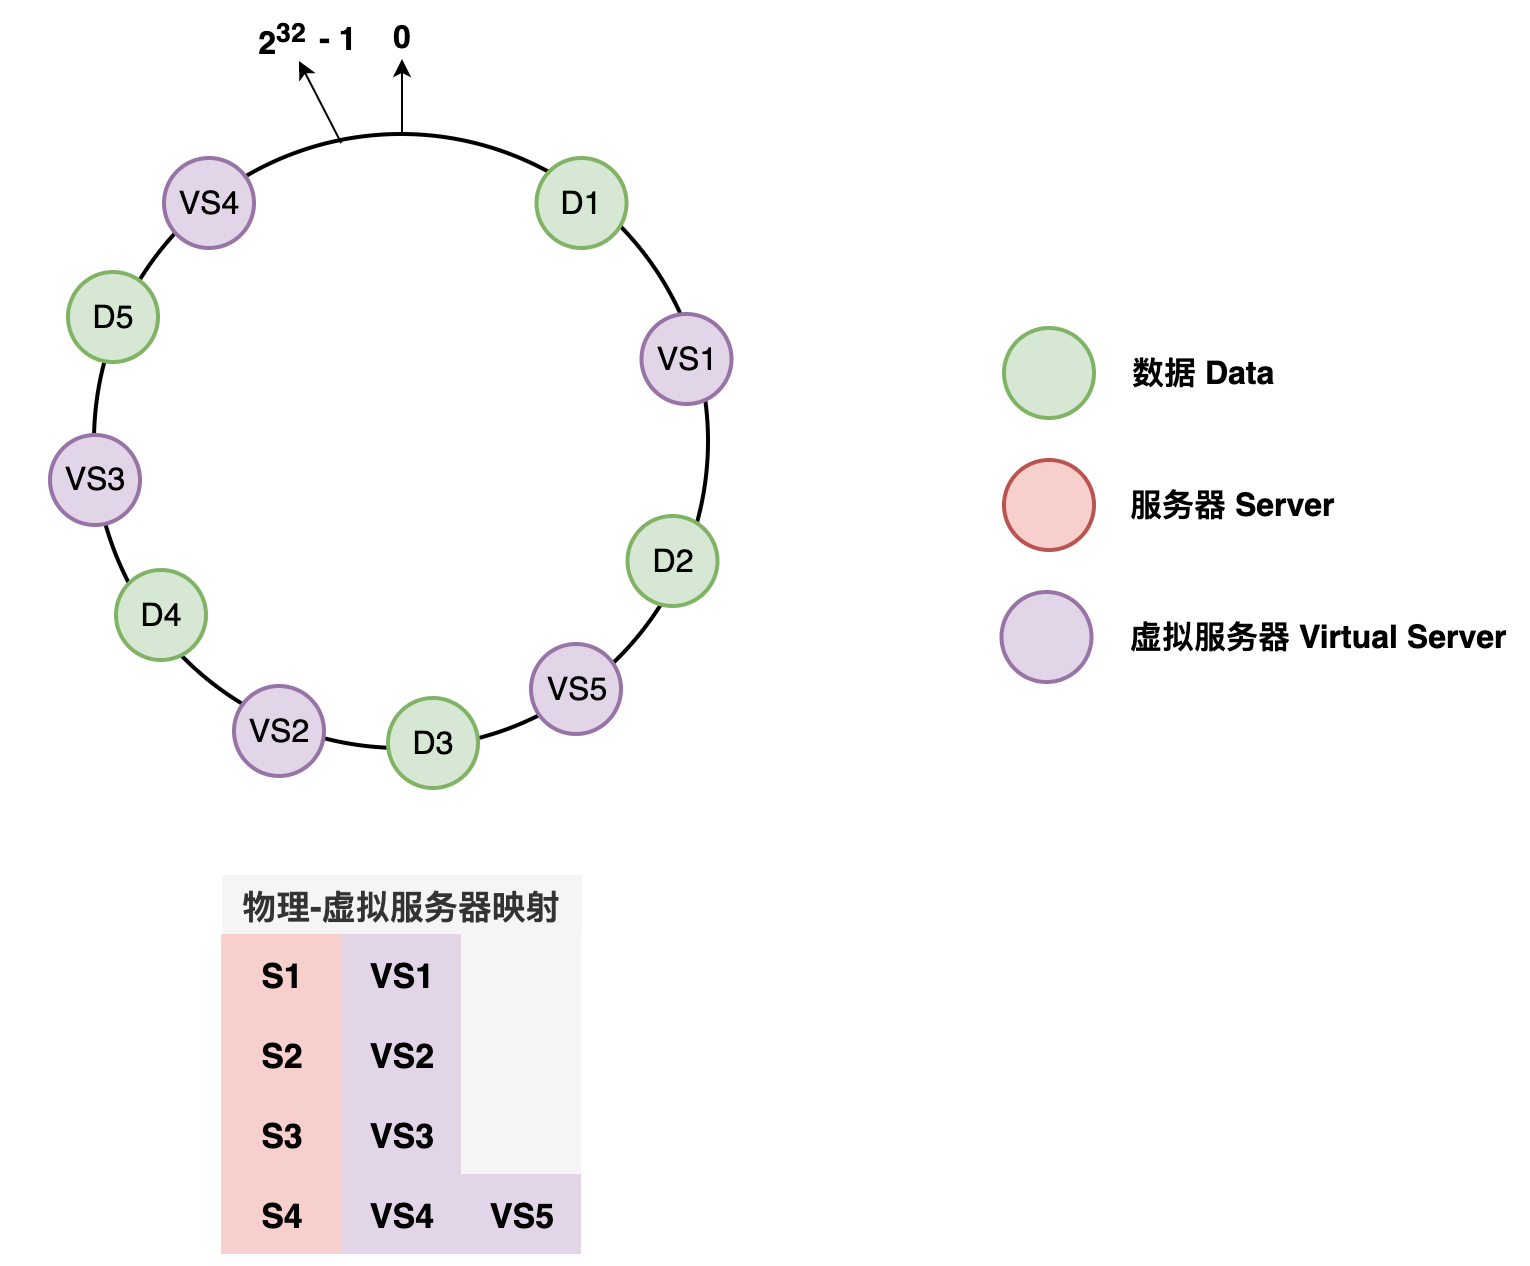 2³² - 1 0
VS4
D1
D5
VS1
VS3
D2
D4
VS5
VS2
D3
数据 Data
服务器 Server
虚拟服务器 Virtual Server
物理-虚拟服务器映射
S1 VS1
S2 VS2
S3 VS3
S4 VS4 VS5